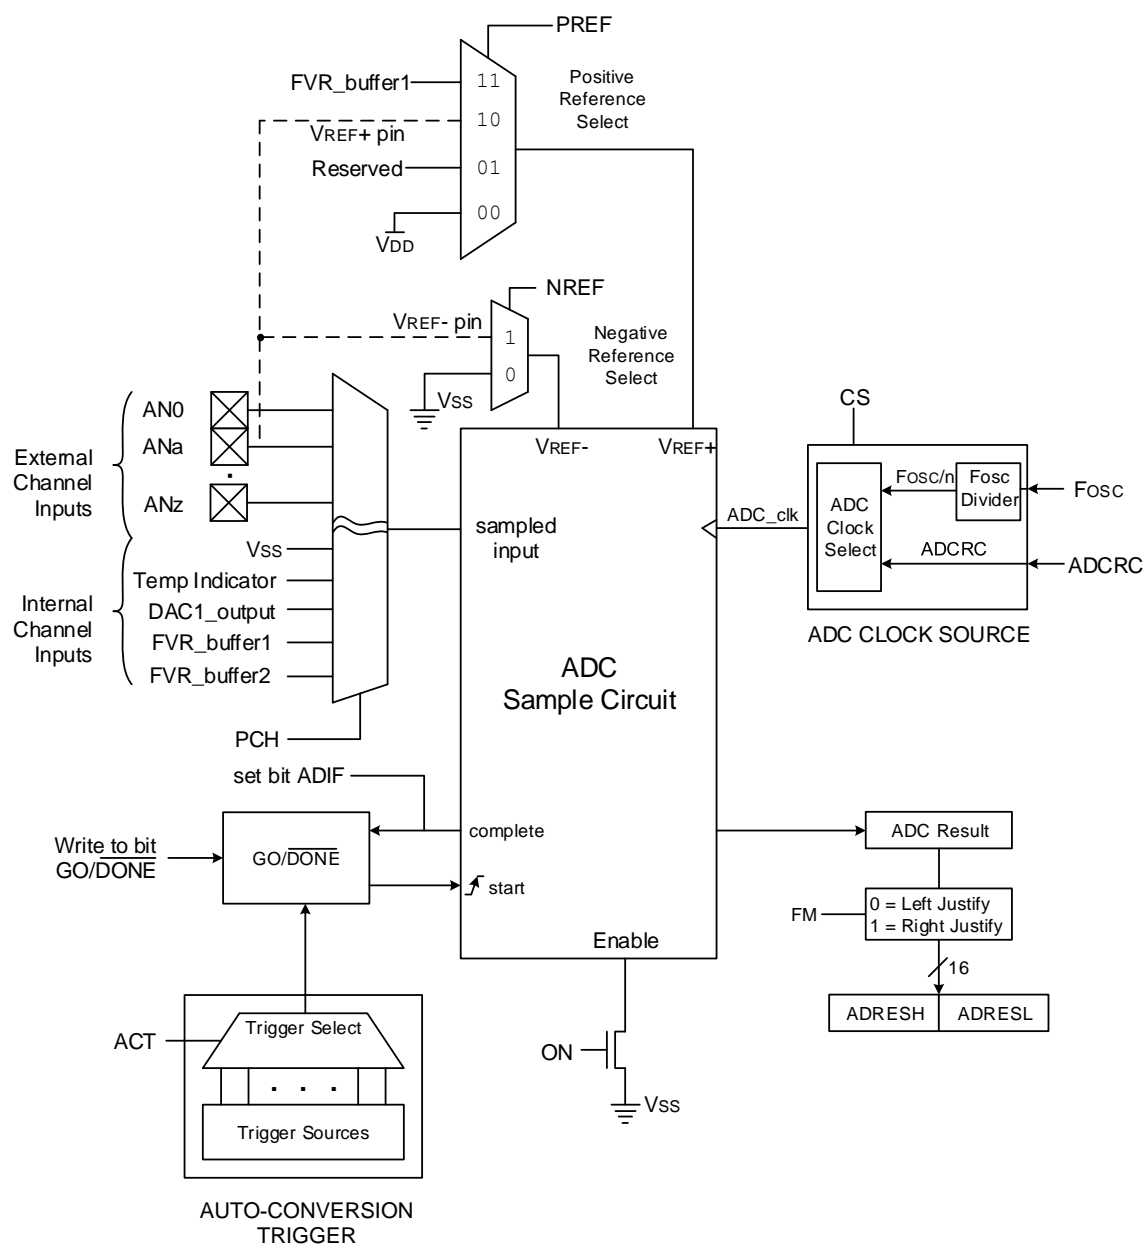 PREF
FVR_buffer1
11
Positive
Reference
Select
10
VREF+ pin
Reserved
01
00
VDD
NREF
VREF- pin
1
Negative
Reference
Select
0
VSS
External
Channel
Inputs
AN0
ANa
.
ANz
Internal
Channel
Inputs
VSS
Temp Indicator
DAC1_output
FVR_buffer1
FVR_buffer2
PCH
VREF-
VREF+
sampled
input
ADC_clk
CS
ADC
Clock
Select
FOSC/n
Fosc
Divider
FOSC
ADCRC
ADCRC
ADC CLOCK SOURCE
ADC
Sample Circuit
set bit ADIF
complete
Write to bit
GO/DONE
GO/DONE
start
Enable
ADC Result
FM
0 = Left Justify
1 = Right Justify
16
ADRESH
ADRESL
ON
VSS
ACT
Trigger Select
. . .
Trigger Sources
AUTO-CONVERSION
TRIGGER